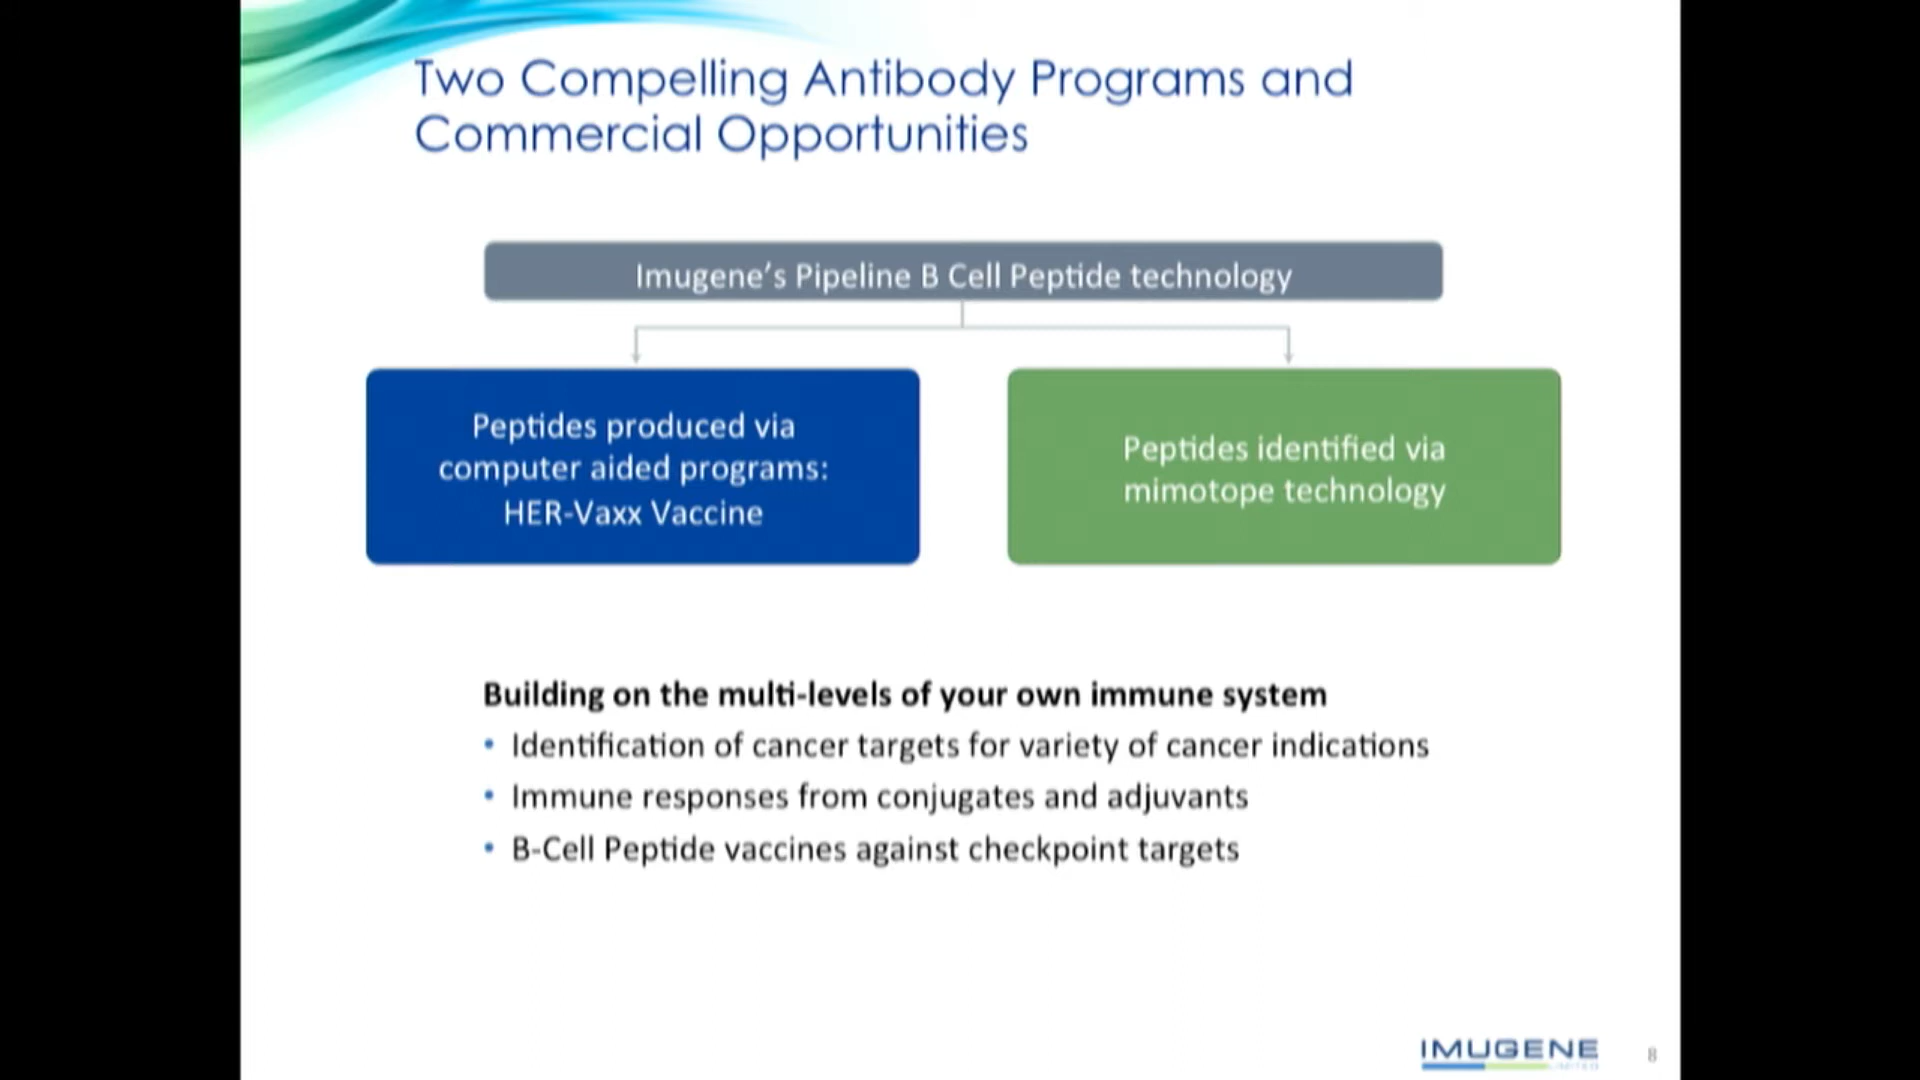 Two Compelling Antibody Programs and
Commercial Opportunities
Imugene’s Pipeline B Cell Peptide technology
Peptides produced via
computer aided programs:
HER-Vaxx Vaccine
Peptides identified via
mimotope technology
Building on the multi-levels of your own immune system
• Identification of cancer targets for variety of cancer indications
• Immune responses from conjugates and adjuvants
• B-Cell Peptide vaccines against checkpoint targets
IMUGENE
LIMITED
8